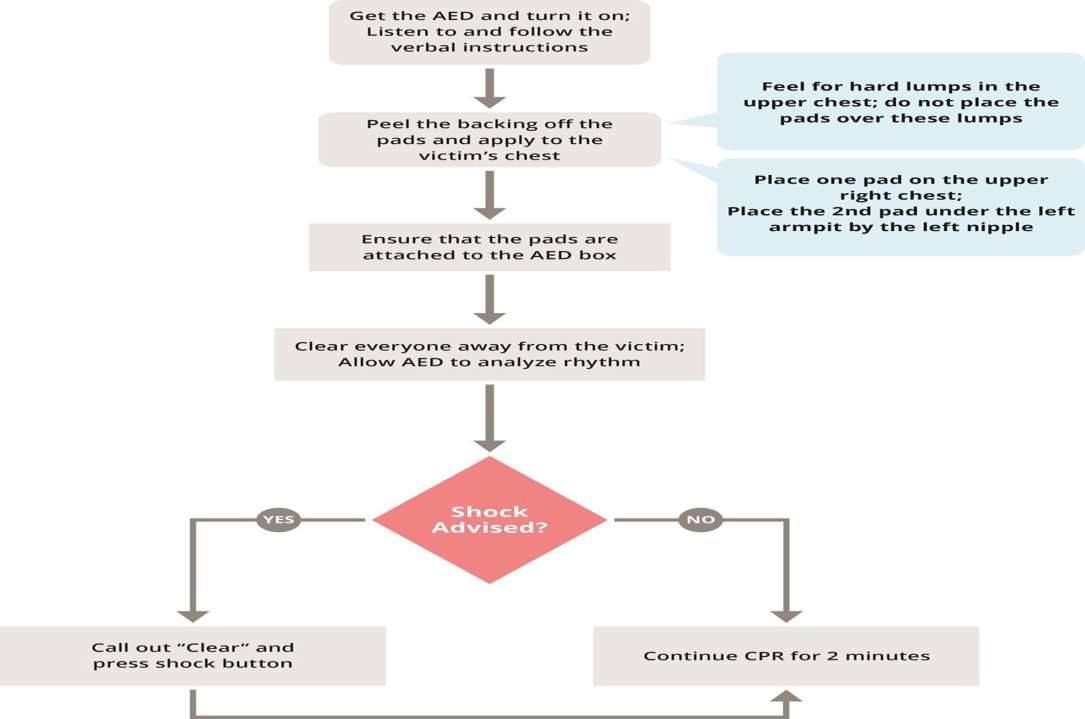 Get the AED and turn it on;
Listen to and follow the
verbal instructions
Peel the backing off the
pads and apply to the
victim’s chest
Feel for hard lumps in the
upper chest; do not place the
pads over these lumps
Place one pad on the upper
right chest;
Place the 2nd pad under the left
armpit by the left nipple
Ensure that the pads are
attached to the AED box
Clear everyone away from the victim;
Allow AED to analyze rhythm
Shock
Advised?
YES
NO
Call out “Clear” and
press shock button
Continue CPR for 2 minutes